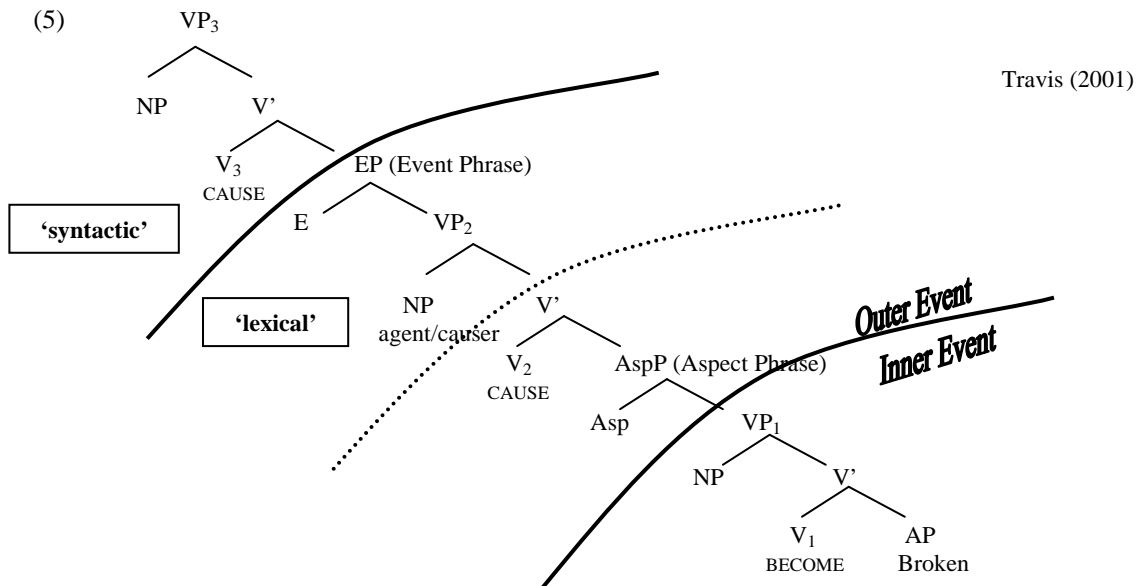 (5)
VP3
Travis (2001)
NP V’
V3 EP (Event Phrase)
CAUSE
‘syntactic’
E VP2
‘lexical’
NP V’
agent/causer
Outer Event
Inner Event
V2 AspP (Aspect Phrase)
CAUSE
Asp VP1
NP V’
V1 AP
BECOME Broken